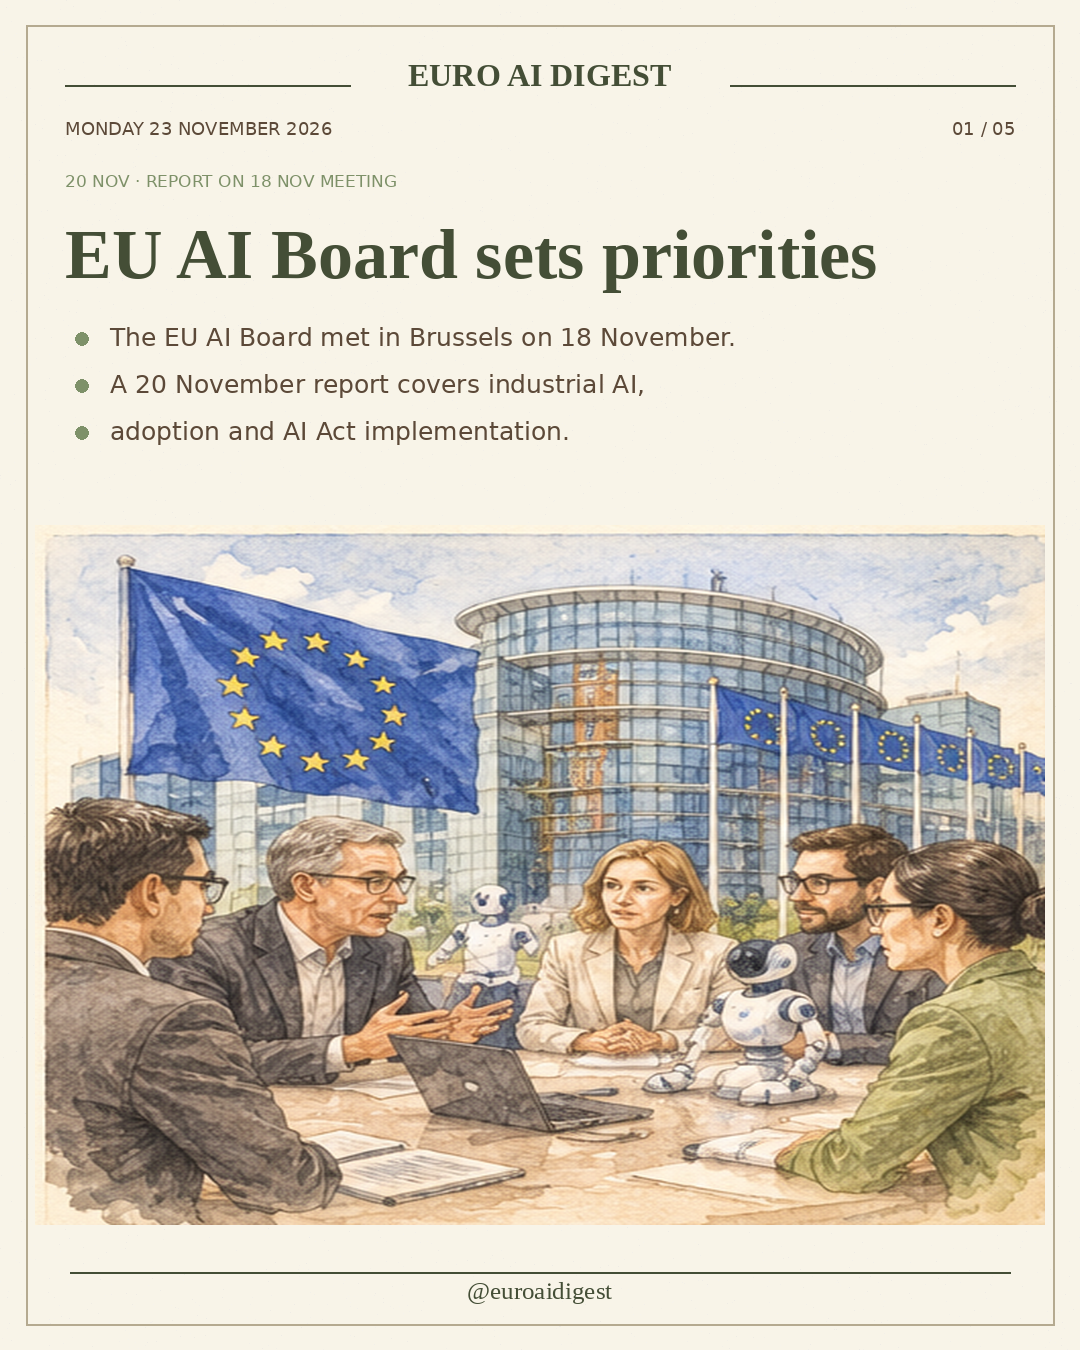 EURO AI DIGEST
MONDAY 23 NOVEMBER 2026
01 / 05
20 NOV · REPORT ON 18 NOV MEETING
EU AI Board sets priorities
The EU AI Board met in Brussels on 18 November.
A 20 November report covers industrial AI,
adoption and AI Act implementation.
@euroaidigest